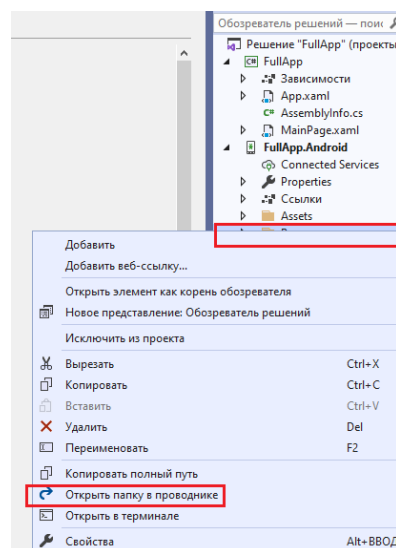 Обозреватель решений — поис
Решение "FullApp" (проекты
C# FullApp
Зависимости
App.xaml
C# AssemblyInfo.cs
MainPage.xaml
FullApp.Android
Connected Services
Properties
Ссылки
Assets
Добавить
Добавить веб-ссылку...
Открыть элемент как корень обозревателя
Новое представление: Обозреватель решений
Исключить из проекта
Вырезать Ctrl+X
Копировать Ctrl+C
Вставить Ctrl+V
Удалить Del
Переименовать F2
Копировать полный путь
Открыть папку в проводнике
Открыть в терминале
Свойства Alt+ВВОД